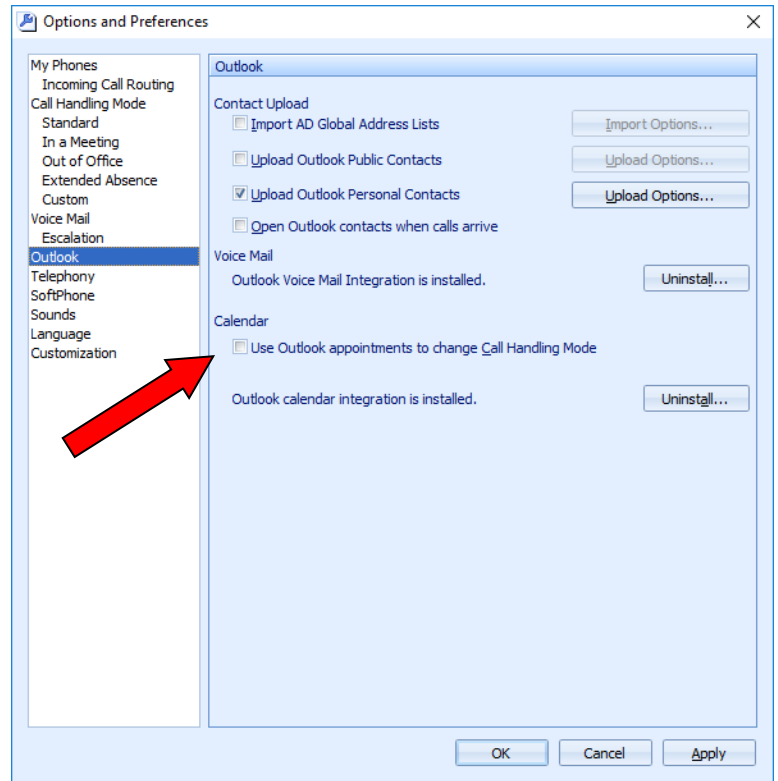 Options and Preferences
My Phones
Incoming Call Routing
Call Handling Mode
Standard
In a Meeting
Out of Office
Extended Absence
Custom
Voice Mail
Escalation
Outlook
Telephony
SoftPhone
Sounds
Language
Customization
Outlook
Contact Upload
Import AD Global Address Lists
Import Options...
Upload Outlook Public Contacts
Upload Options...
Upload Outlook Personal Contacts
Upload Options...
Open Outlook contacts when calls arrive
Voice Mail
Outlook Voice Mail Integration is installed.
Uninstall...
Calendar
Use Outlook appointments to change Call Handling Mode
Outlook calendar integration is installed.
Uninstall...
OK
Cancel
Apply